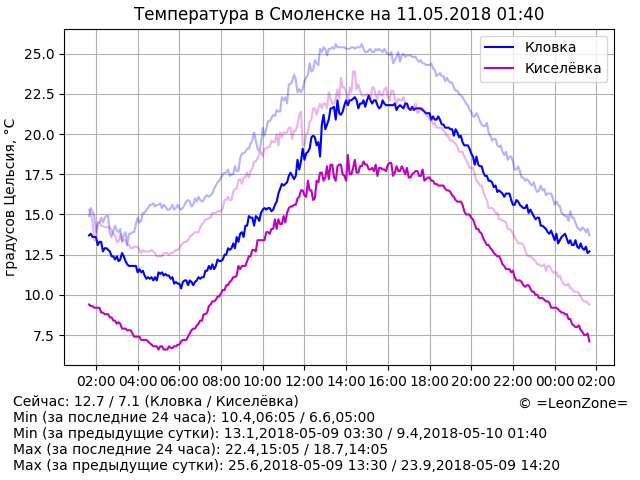 Температура в Смоленске на 11.05.2018 01:40
градусов Цельсия, °C
25.0
22.5
20.0
17.5
15.0
12.5
10.0
7.5
Кловка
Киселёвка
02:00 04:00 06:00 08:00 10:00 12:00 14:00 16:00 18:00 20:00 22:00 00:00 02:00
Сейчас: 12.7 / 7.1 (Кловка / Киселёвка)
© =LeonZone=
Min (за последние 24 часа): 10.4,06:05 / 6.6,05:00
Min (за предыдущие сутки): 13.1,2018-05-09 03:30 / 9.4,2018-05-10 01:40
Max (за последние 24 часа): 22.4,15:05 / 18.7,14:05
Max (за предыдущие сутки): 25.6,2018-05-09 13:30 / 23.9,2018-05-09 14:20